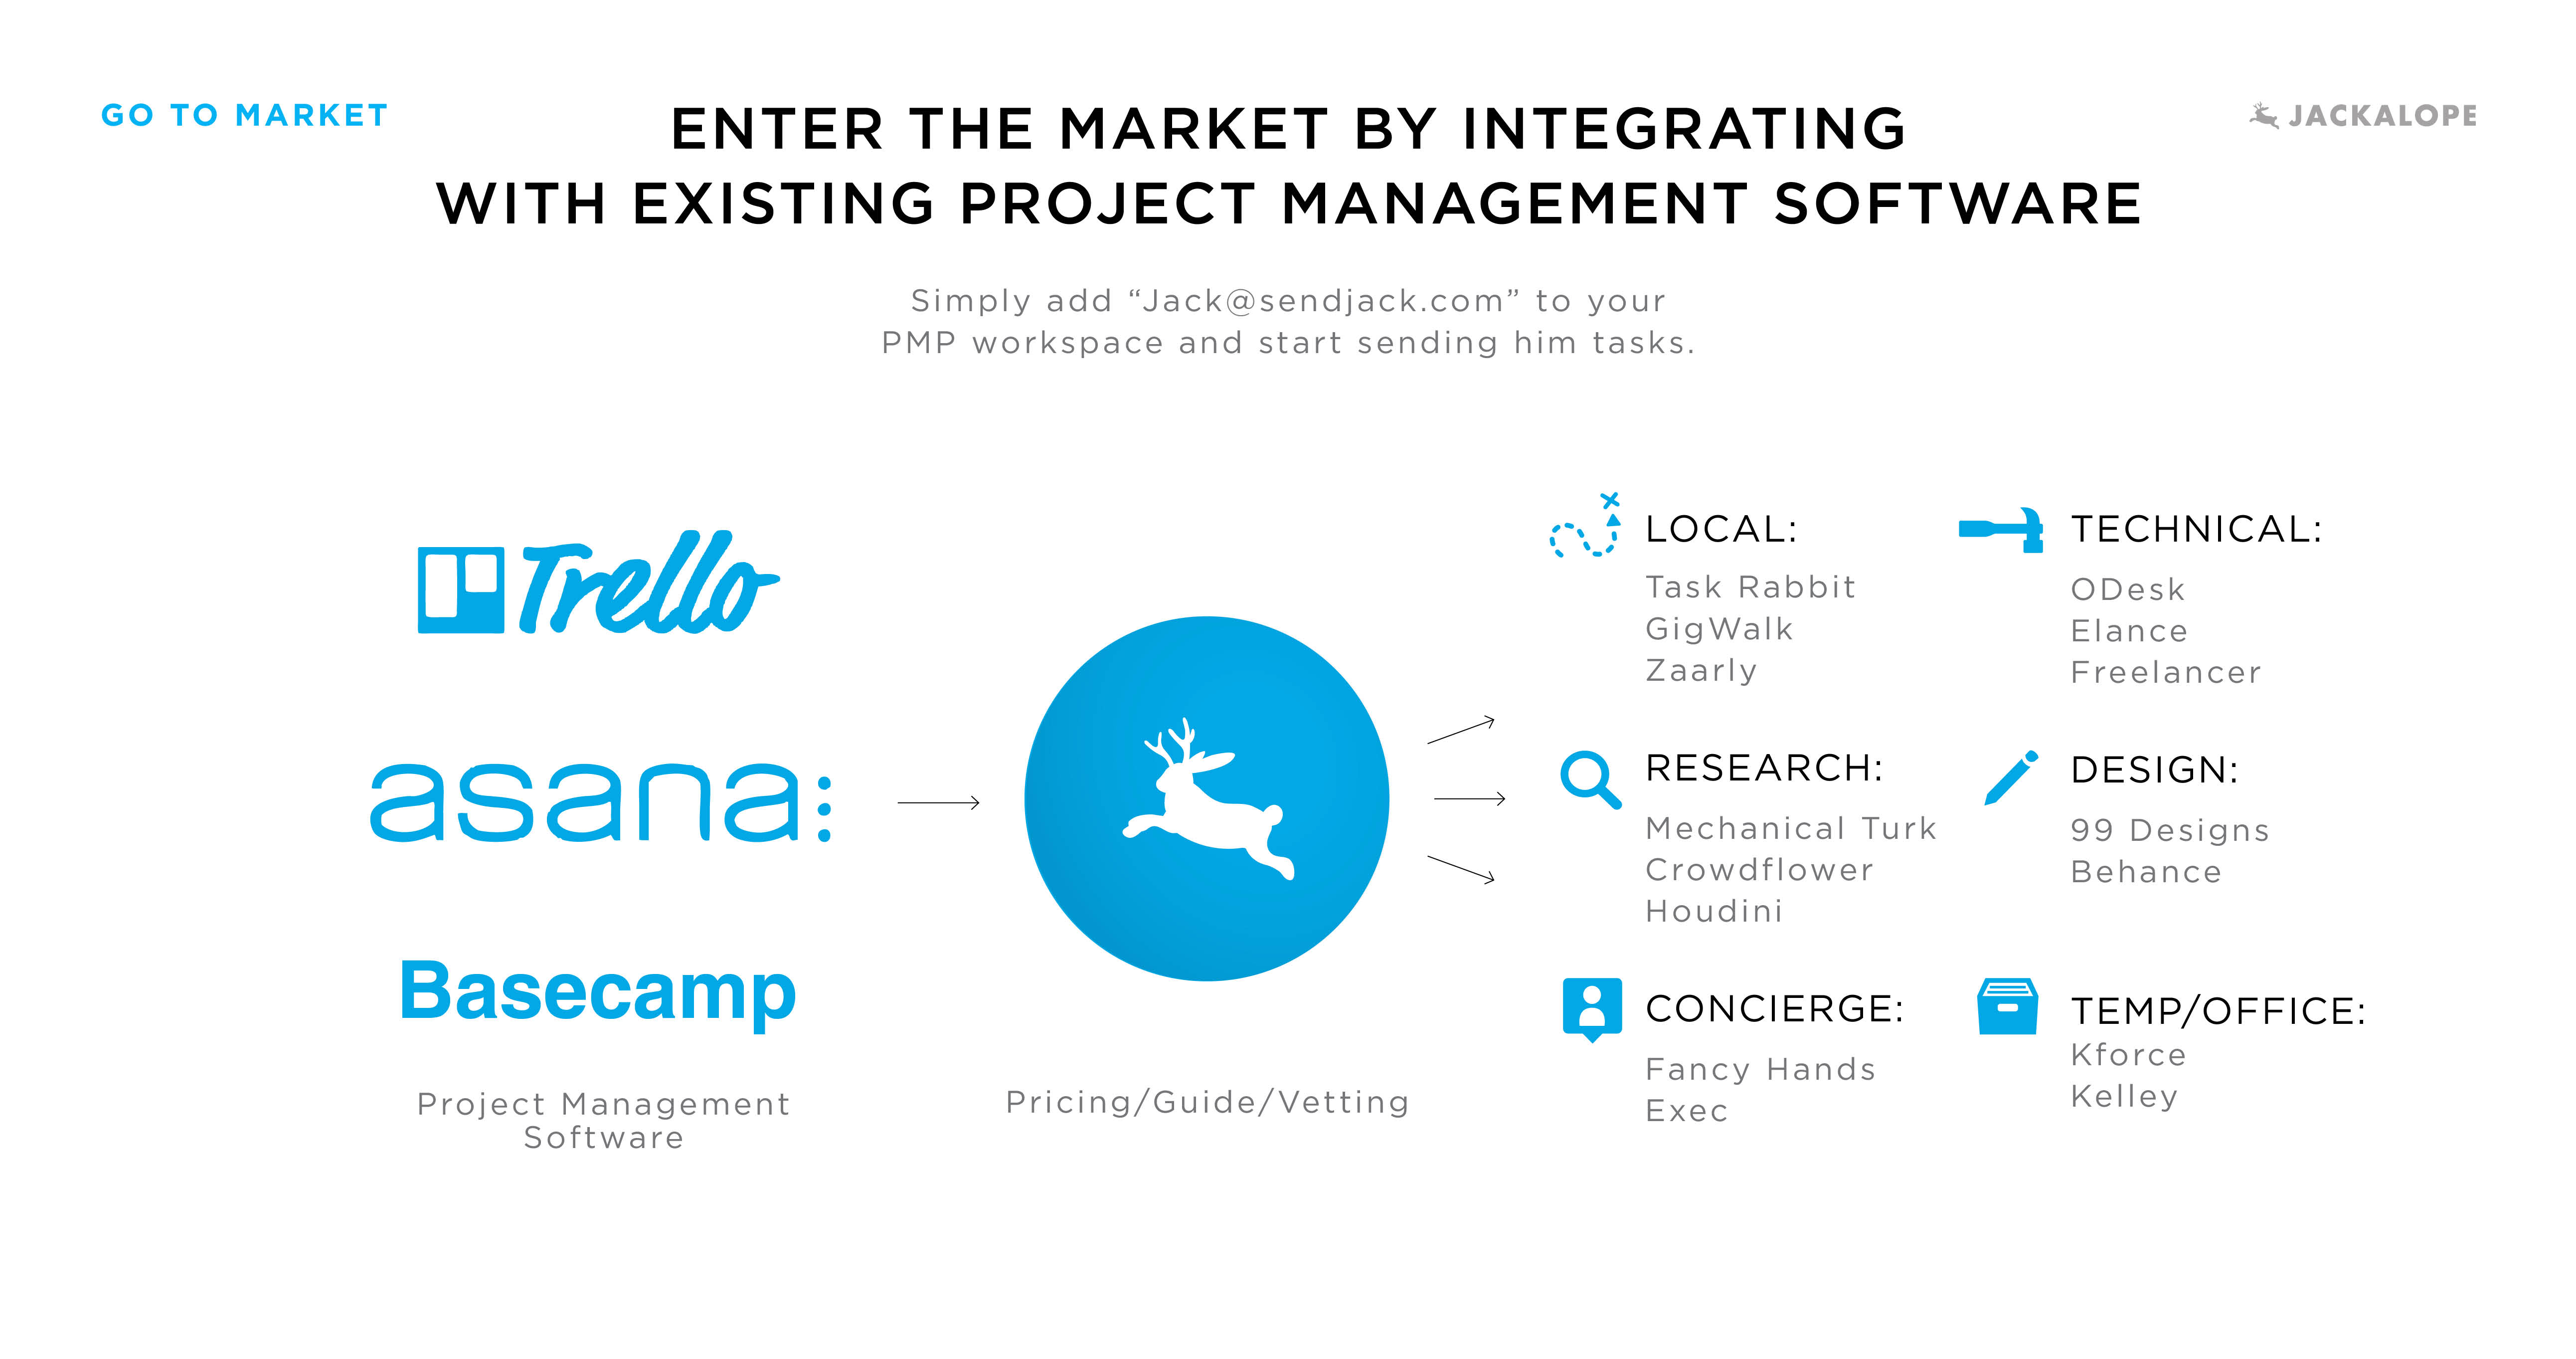 GO TO MARKET
JACKALOPE
ENTER THE MARKET BY INTEGRATING
WITH EXISTING PROJECT MANAGEMENT SOFTWARE
Simply add “Jack@sendjack.com” to your
PMP workspace and start sending him tasks.
Trello
asana:
Basecamp
Project Management
Software
Pricing/Guide/Vetting
LOCAL:
Task Rabbit
GigWalk
Zaarly
TECHNICAL:
ODesk
Elance
Freelancer
RESEARCH:
Mechanical Turk
Crowdflower
Houdini
DESIGN:
99 Designs
Behance
CONCIERGE:
Fancy Hands
Exec
TEMP/OFFICE:
Kforce
Kelley